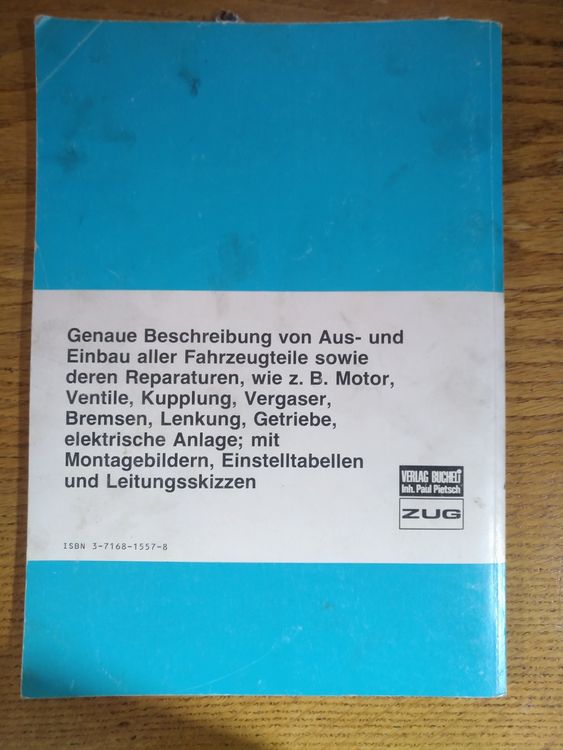 Genaue Beschreibung von Aus- und
Einbau aller Fahrzeugteile sowie
deren Reparaturen, wie z. B. Motor,
Ventile, Kupplung, Vergaser,
Bremsen, Lenkung, Getriebe,
elektrische Anlage; mit
Montagebildern, Einstelltabellen
und Leitungsskizzen
VERLAG BUCHELI
Inh. Paul Pietsch
ZUG
ISBN 3-7168-1557-8